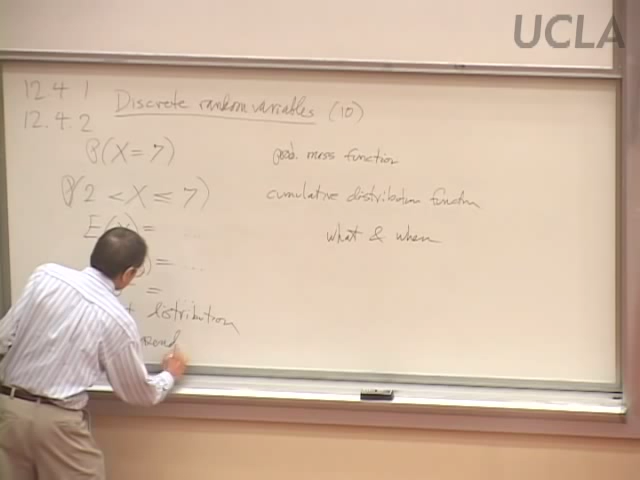 UCLA
12.4.1
12.4.2
Discrete random variables (10)
P(X = 7) prob. mass function
P(2 < X ≤ 7) cumulative distribution function
E(X) = ....
what & when
) = ...
=
distribution